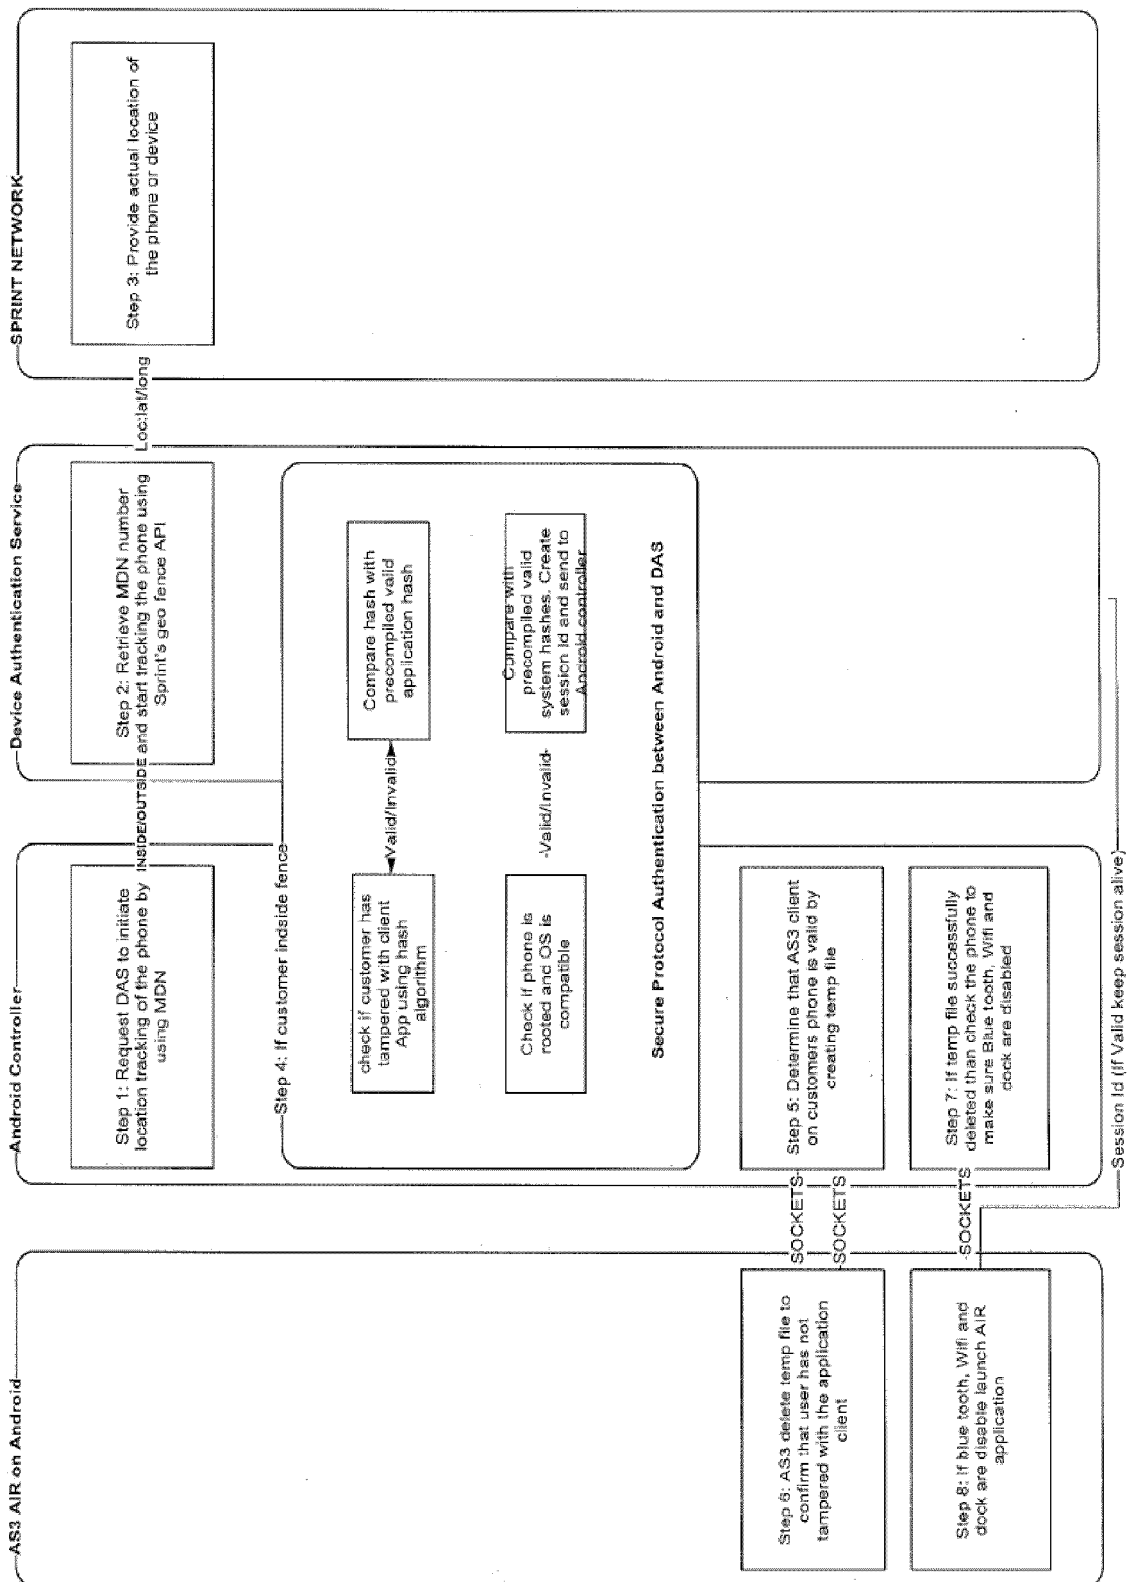 AS3 AIR on Android
Android Controller
Device Authentication Service
SPRINT NETWORK
Step 1: Request DAS to initiate
location tracking of the phone by
using MDN
INSIDE/OUTSIDE
Step 2: Retrieve MDN number
and start tracking the phone using
Sprint's geo fence API
Loc:lat/long
Step 3: Provide actual location of
the phone or device
Step 4: If customer indside fence
check if customer has
tampered with client
App using hash
algorithm
Valid/Invalid
Compare hash with
precompiled valid
application hash
Check if phone is
rooted and OS is
compatible
-Valid/Invalid-
Compare with
precompiled valid
system hashes. Create
session id and send to
Android controller
Secure Protocol Authentication between Android and DAS
Step 6: AS3 delete temp file to
confirm that user has not
tampered with the application
client
SOCKETS
SOCKETS
Step 5: Determine that AS3 client
on customers phone is valid by
creating temp file
Step 8: If blue tooth, Wifi and
dock are disable launch AIR
application
SOCKETS
Step 7: If temp file successfully
deleted than check the phone to
make sure Blue tooth, Wifi and
dock are disabled
Session Id (If Valid keep session alive)